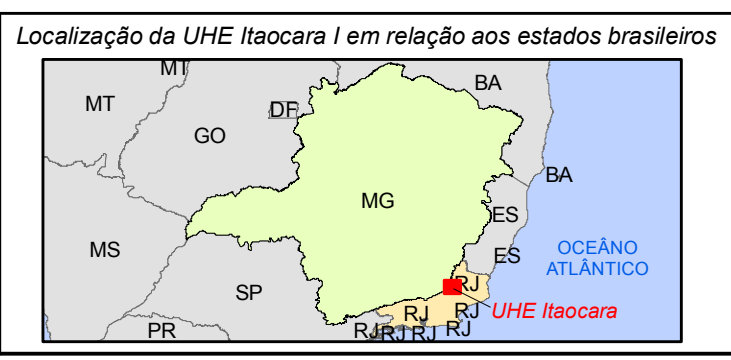 Localização da UHE Itaocara I em relação aos estados brasileiros
MT
MT
BA
DF
GO
BA
MG
ES
MS
ES
OCEÂNO
ATLÂNTICO
SP
RJ
UHE Itaocara
RJ
RJ
PR
RJ
RJ
RJ
RJ